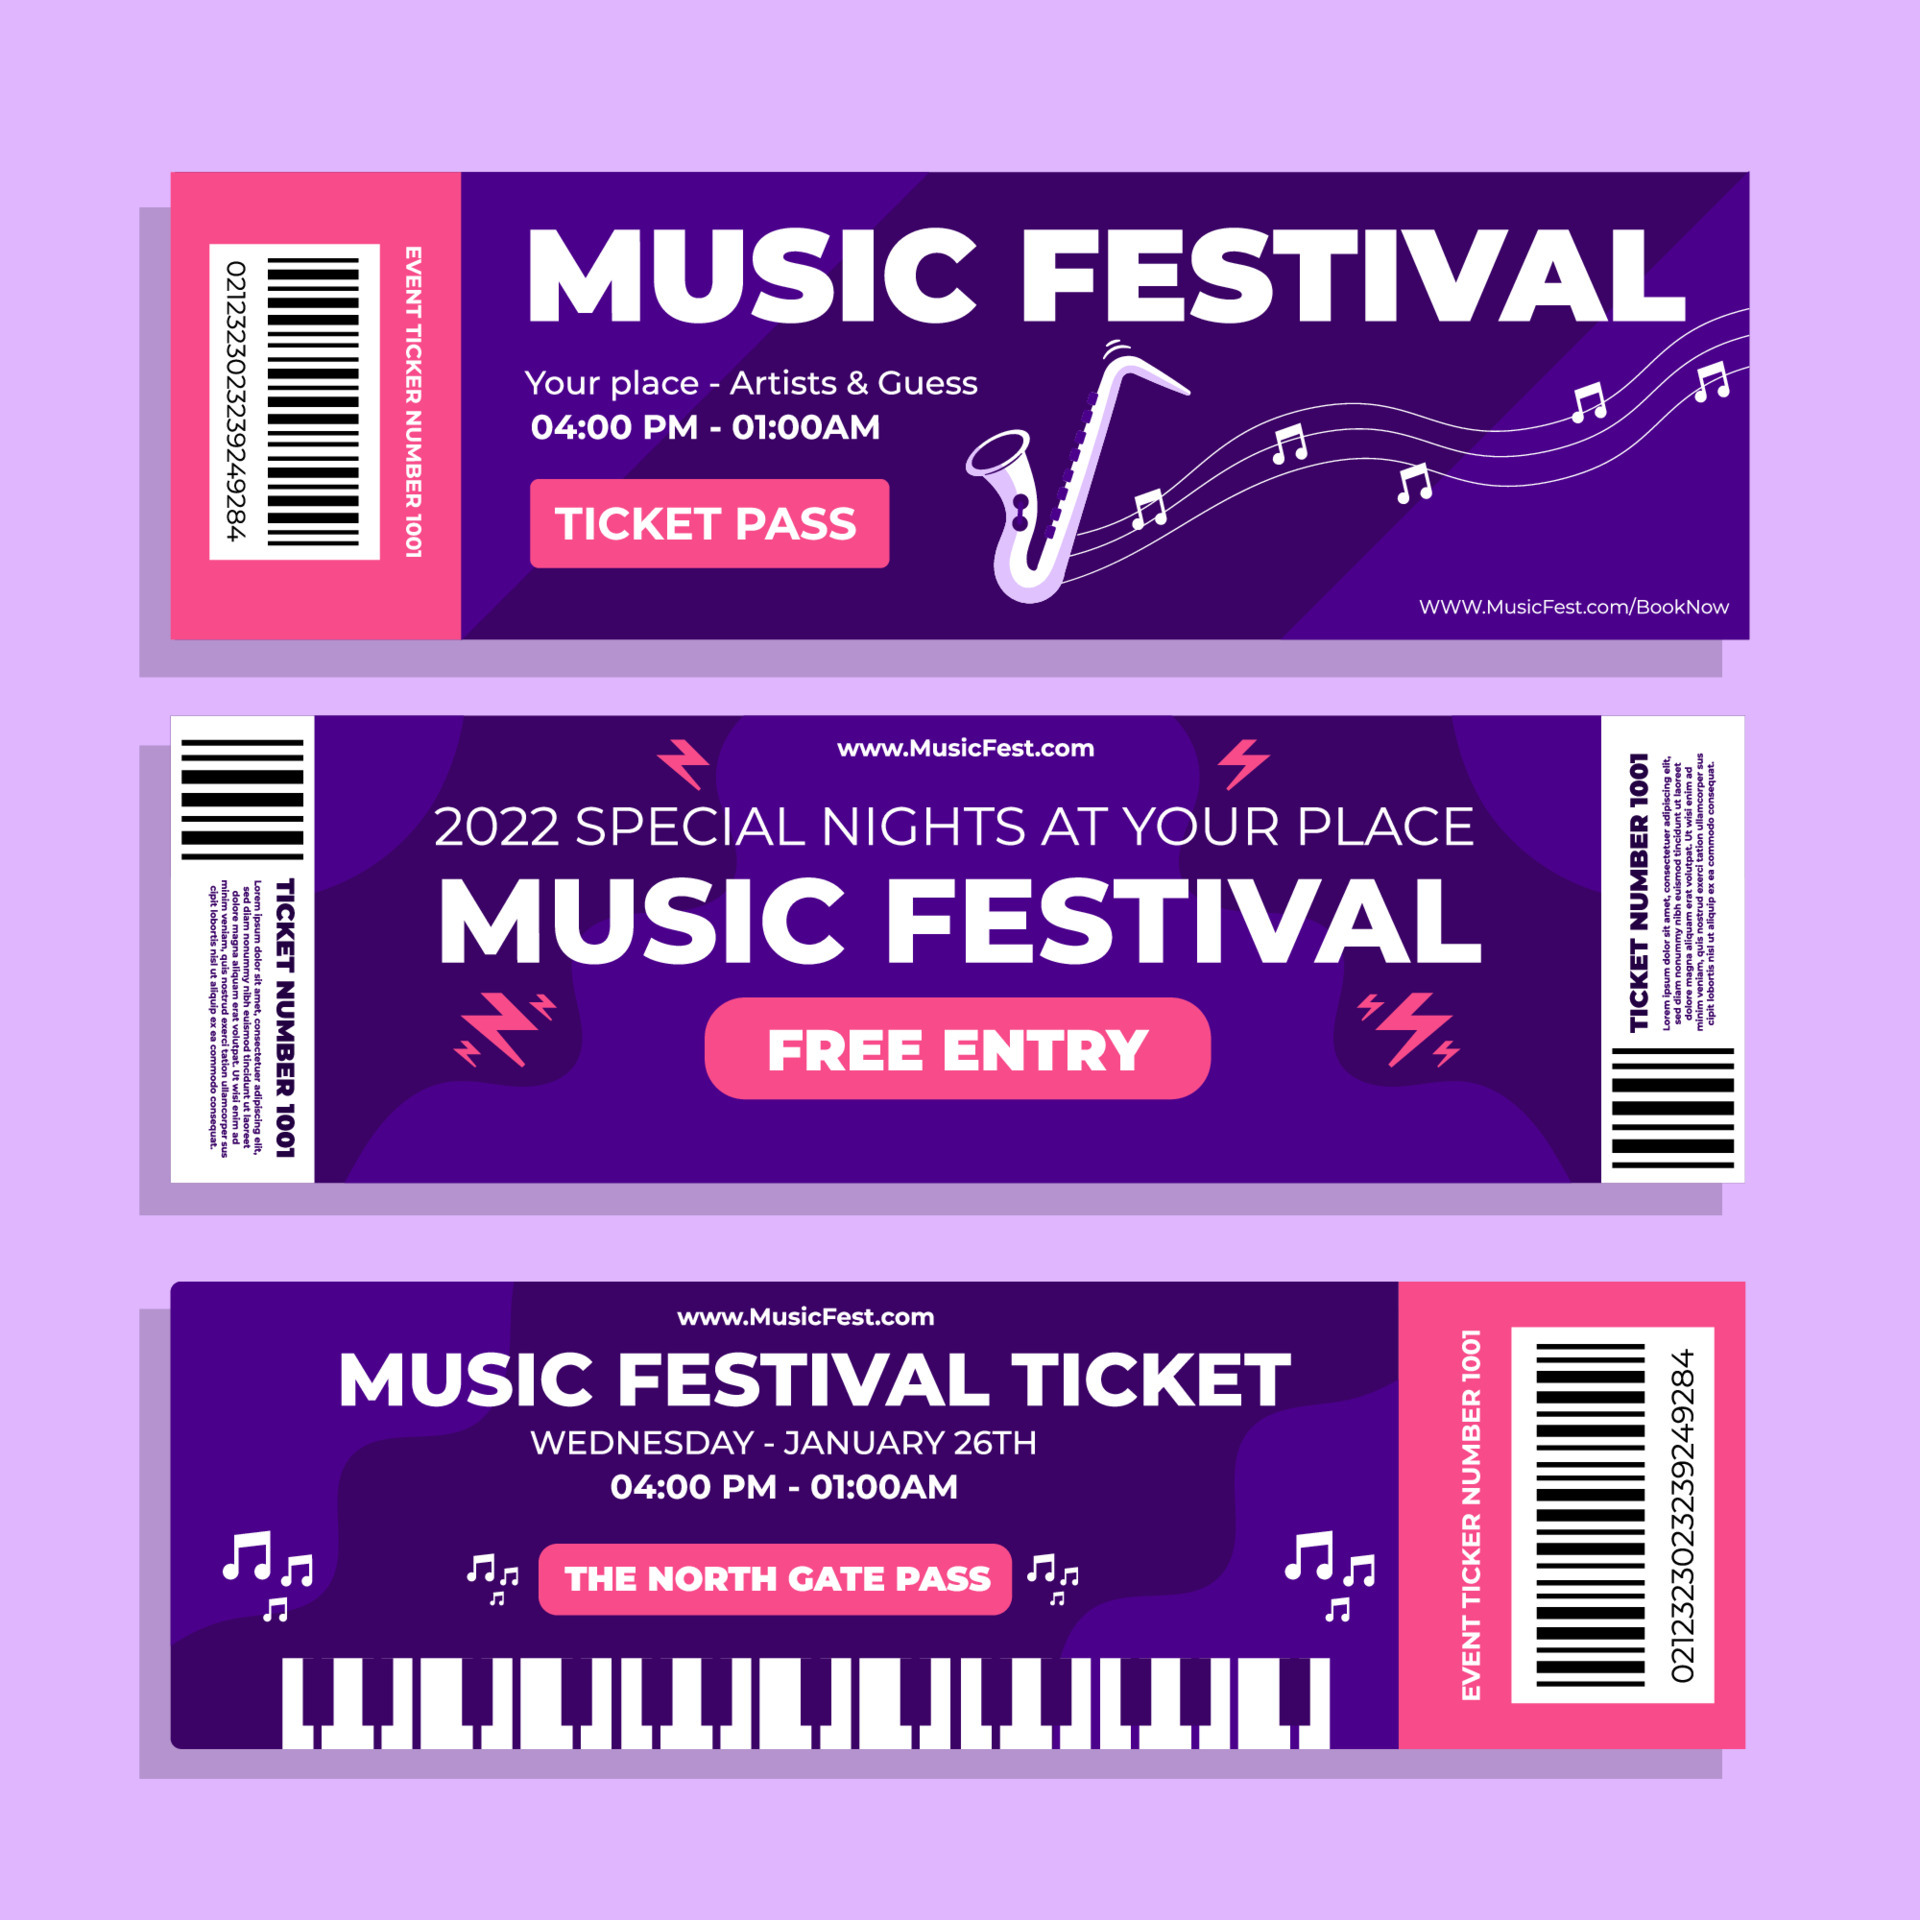 021232302323924​9284
EVENT TICKER NUMBER 1001
MUSIC FESTIVAL
Your place - Artists & Guess
04:00 PM - 01:00AM
TICKET PASS
WWW.MusicFest.com/BookNow
TICKET NUMBER 1001
Lorem ipsum dolor sit amet, consectetuer adipiscing elit,
sed diam nonummy nibh euismod tincidunt ut laoreet
dolore magna aliquam erat volutpat. Ut wisi enim ad
minim veniam, quis nostrud exerci tation ullamcorper sus
cipit lobortis nisl ut aliquip ex ea commodo consequat.
www.MusicFest.com
2022 SPECIAL NIGHTS AT YOUR PLACE
MUSIC FESTIVAL
FREE ENTRY
TICKET NUMBER 1001
Lorem ipsum dolor sit amet, consectetuer adipiscing elit,
sed diam nonummy nibh euismod tincidunt ut laoreet
dolore magna aliquam erat volutpat. Ut wisi enim ad
minim veniam, quis nostrud exerci tation ullamcorper sus
cipit lobortis nisl ut aliquip ex ea commodo consequat.
www.MusicFest.com
MUSIC FESTIVAL TICKET
WEDNESDAY - JANUARY 26TH
04:00 PM - 01:00AM
THE NORTH GATE PASS
EVENT TICKER NUMBER 1001
0212323023239249284